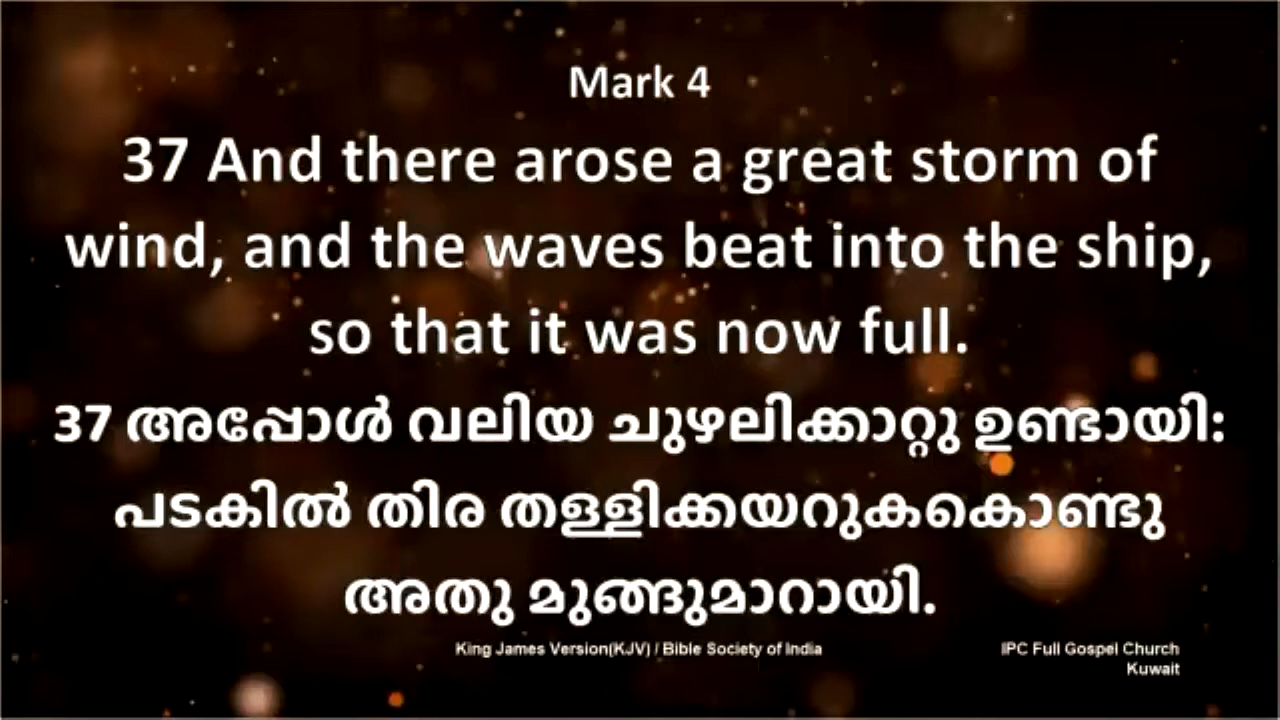 Mark 4
37 And there arose a great storm of
wind, and the waves beat into the ship,
so that it was now full.
37 അപ്പോൾ വലിയ ചുഴലിക്കാറ്റു ഉണ്ടായി:
പടകിൽ തിര തള്ളിക്കയറുകകൊണ്ടു
അതു മുങ്ങുമാറായി.
King James Version(KJV) / Bible Society of India
IPC Full Gospel Church
Kuwait